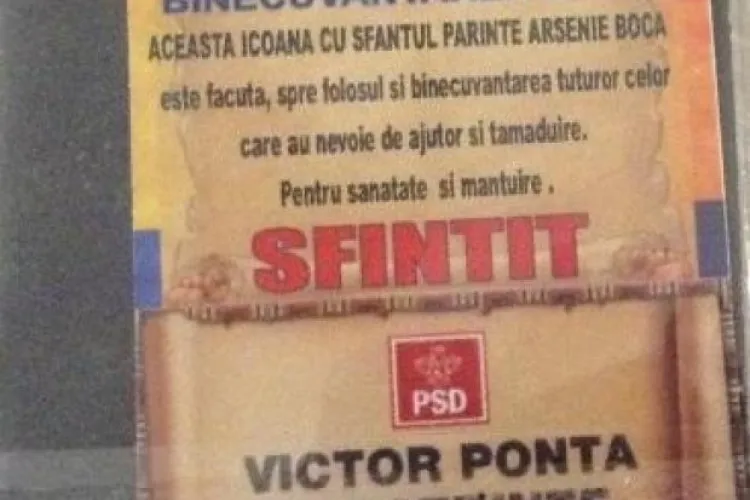 ACEASTA ICOANA CU SFANTUL PARINTE ARSENIE BOCA
este facuta, spre folosul si binecuvantarea tuturor celor
care au nevoie de ajutor si tamaduire.
Pentru sanatate si mantuire .
SFINTIT
PSD
VICTOR PONTA